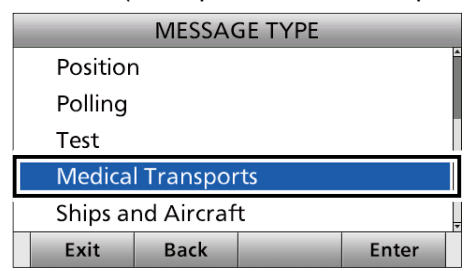 MESSAGE TYPE
Position
Polling
Test
Medical Transports
Ships and Aircraft
Exit Back Enter